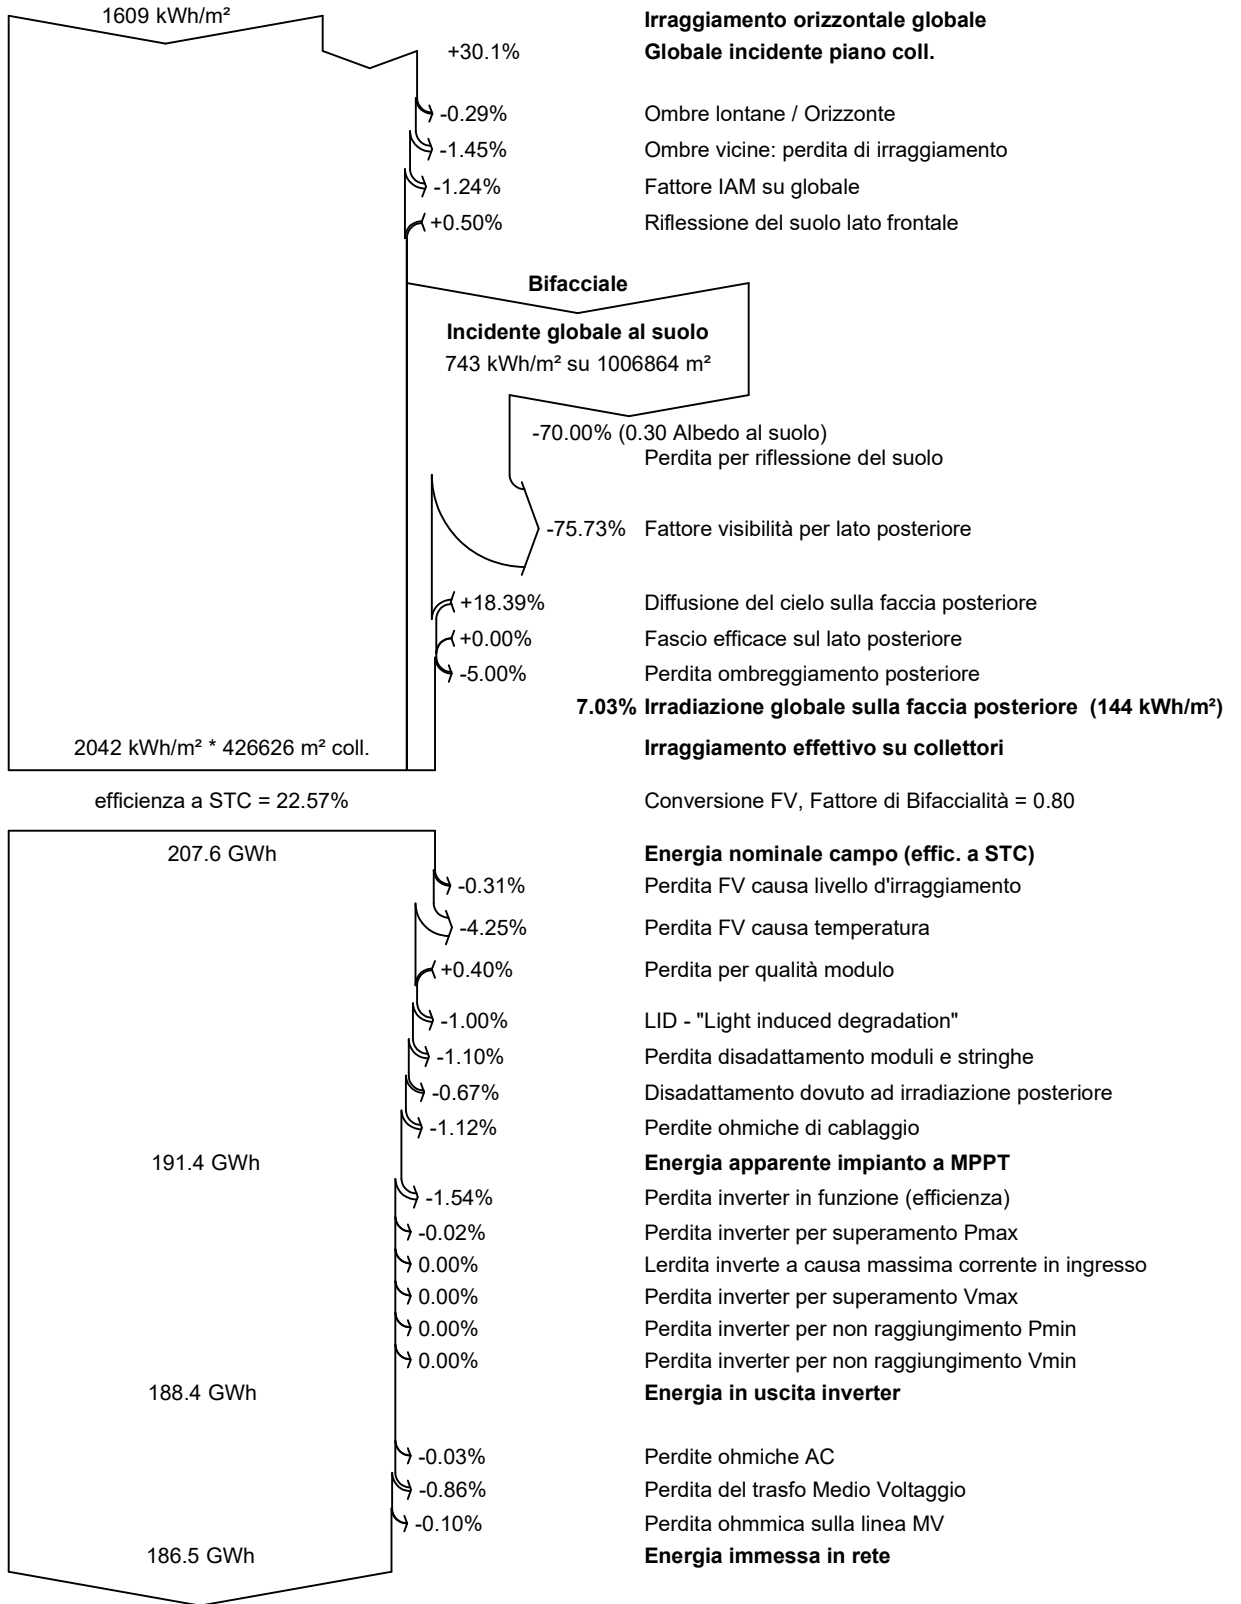 1609 kWh/m² Irraggiamento orizzontale globale
+30.1% Globale incidente piano coll.
-0.29% Ombre lontane / Orizzonte
-1.45% Ombre vicine: perdita di irraggiamento
-1.24% Fattore IAM su globale
+0.50% Riflessione del suolo lato frontale
Bifacciale
Incidente globale al suolo
743 kWh/m² su 1006864 m²
-70.00% (0.30 Albedo al suolo)
Perdita per riflessione del suolo
-75.73% Fattore visibilità per lato posteriore
+18.39% Diffusione del cielo sulla faccia posteriore
+0.00% Fascio efficace sul lato posteriore
-5.00% Perdita ombreggiamento posteriore
7.03% Irradiazione globale sulla faccia posteriore (144 kWh/m²)
2042 kWh/m² * 426626 m² coll. Irraggiamento effettivo su collettori
efficienza a STC = 22.57% Conversione FV, Fattore di Bifaccialità = 0.80
207.6 GWh Energia nominale campo (effic. a STC)
-0.31% Perdita FV causa livello d'irraggiamento
-4.25% Perdita FV causa temperatura
+0.40% Perdita per qualità modulo
-1.00% LID - "Light induced degradation"
-1.10% Perdita disadattamento moduli e stringhe
-0.67% Disadattamento dovuto ad irradiazione posteriore
-1.12% Perdite ohmiche di cablaggio
191.4 GWh Energia apparente impianto a MPPT
-1.54% Perdita inverter in funzione (efficienza)
-0.02% Perdita inverter per superamento Pmax
0.00% Lerdita inverte a causa massima corrente in ingresso
0.00% Perdita inverter per superamento Vmax
0.00% Perdita inverter per non raggiungimento Pmin
0.00% Perdita inverter per non raggiungimento Vmin
188.4 GWh Energia in uscita inverter
-0.03% Perdite ohmiche AC
-0.86% Perdita del trasfo Medio Voltaggio
-0.10% Perdita ohmmica sulla linea MV
186.5 GWh Energia immessa in rete